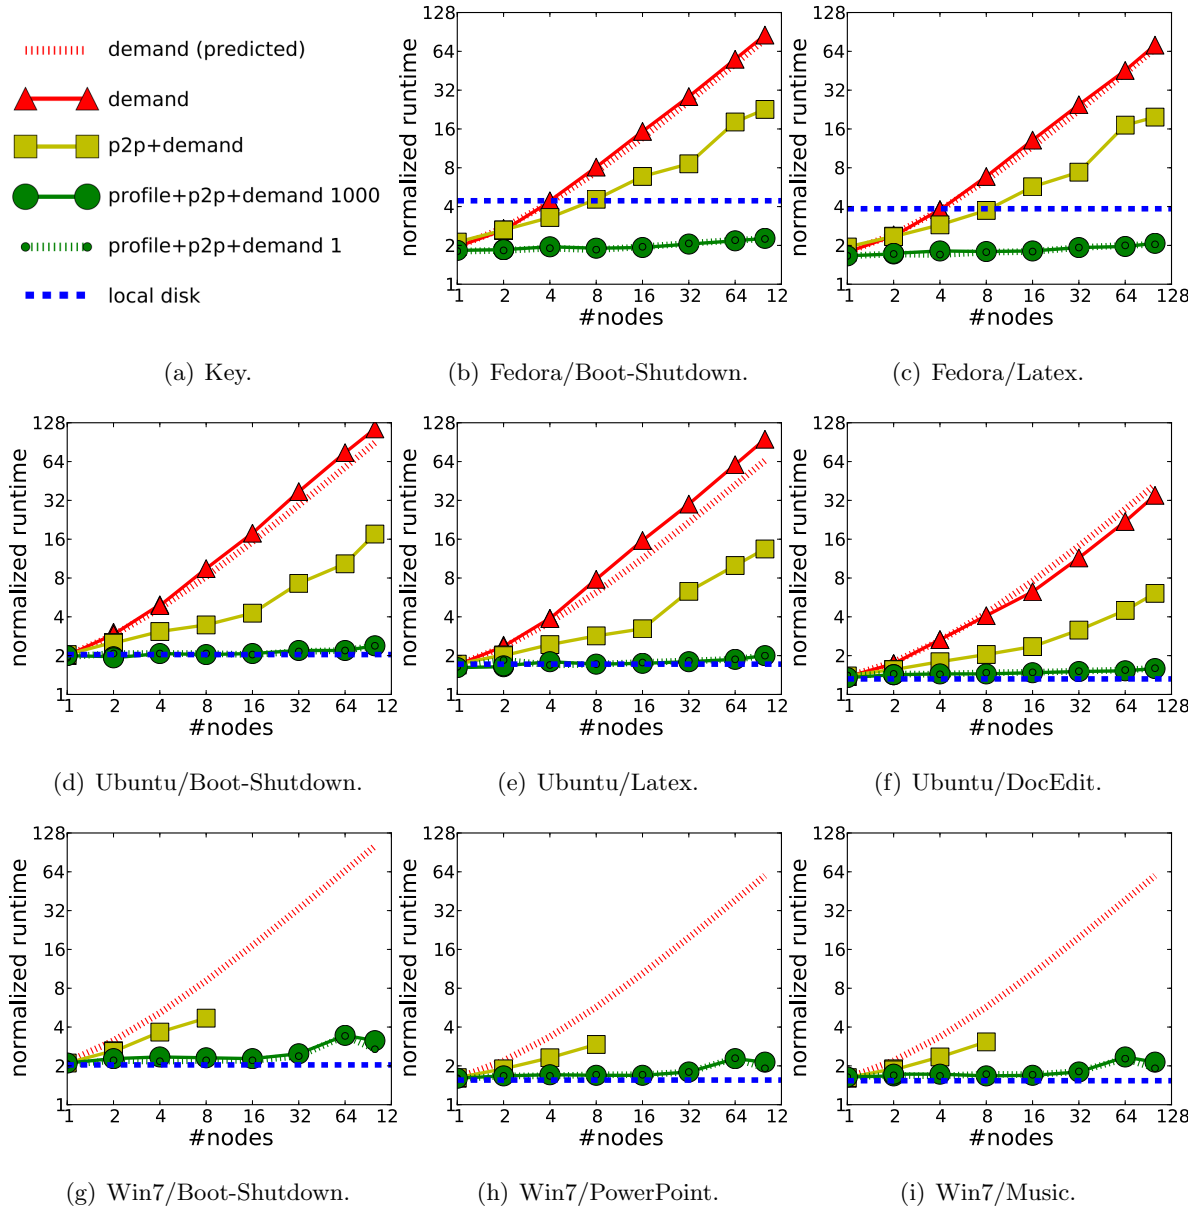 demand (predicted)
demand
p2p+demand
profile+p2p+demand 1000
profile+p2p+demand 1
local disk
(a) Key.
normalized runtime
128
64
32
16
8
4
2
1
1 2 4 8 16 32 64 12
#nodes
(b) Fedora/Boot-Shutdown.
normalized runtime
128
64
32
16
8
4
2
1
1 2 4 8 16 32 64 128
#nodes
(c) Fedora/Latex.
normalized runtime
128
64
32
16
8
4
2
1
1 2 4 8 16 32 64 12
#nodes
(d) Ubuntu/Boot-Shutdown.
normalized runtime
128
64
32
16
8
4
2
1
1 2 4 8 16 32 64 12
#nodes
(e) Ubuntu/Latex.
normalized runtime
128
64
32
16
8
4
2
1
1 2 4 8 16 32 64 128
#nodes
(f) Ubuntu/DocEdit.
normalized runtime
128
64
32
16
8
4
2
1
1 2 4 8 16 32 64 12
#nodes
(g) Win7/Boot-Shutdown.
normalized runtime
128
64
32
16
8
4
2
1
1 2 4 8 16 32 64 12
#nodes
(h) Win7/PowerPoint.
normalized runtime
128
64
32
16
8
4
2
1
1 2 4 8 16 32 64 128
#nodes
(i) Win7/Music.